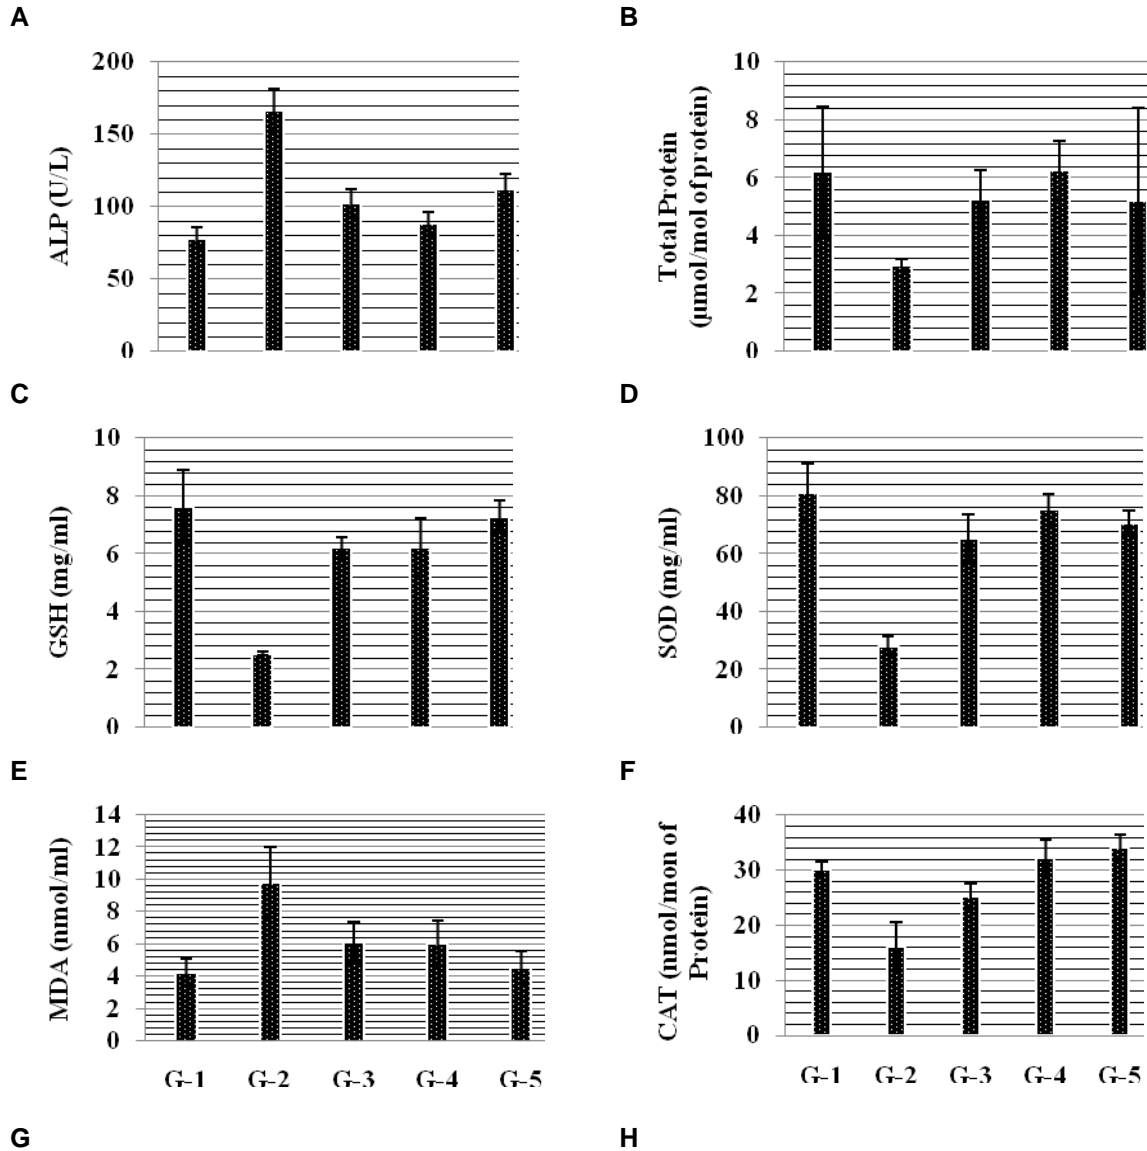 A
200
150
100
50
0
ALP (U/L)
B
10
8
6
4
2
0
Total Protein
(µmol/mol of protein)
C
10
8
6
4
2
0
GSH (mg/ml)
D
100
80
60
40
20
0
SOD (mg/ml)
E
14
12
10
8
6
4
2
0
MDA (nmol/ml)
G-1 G-2 G-3 G-4 G-5
F
40
30
20
10
0
CAT (nmol/mon of
Protein)
G-1 G-2 G-3 G-4 G-5
G
H